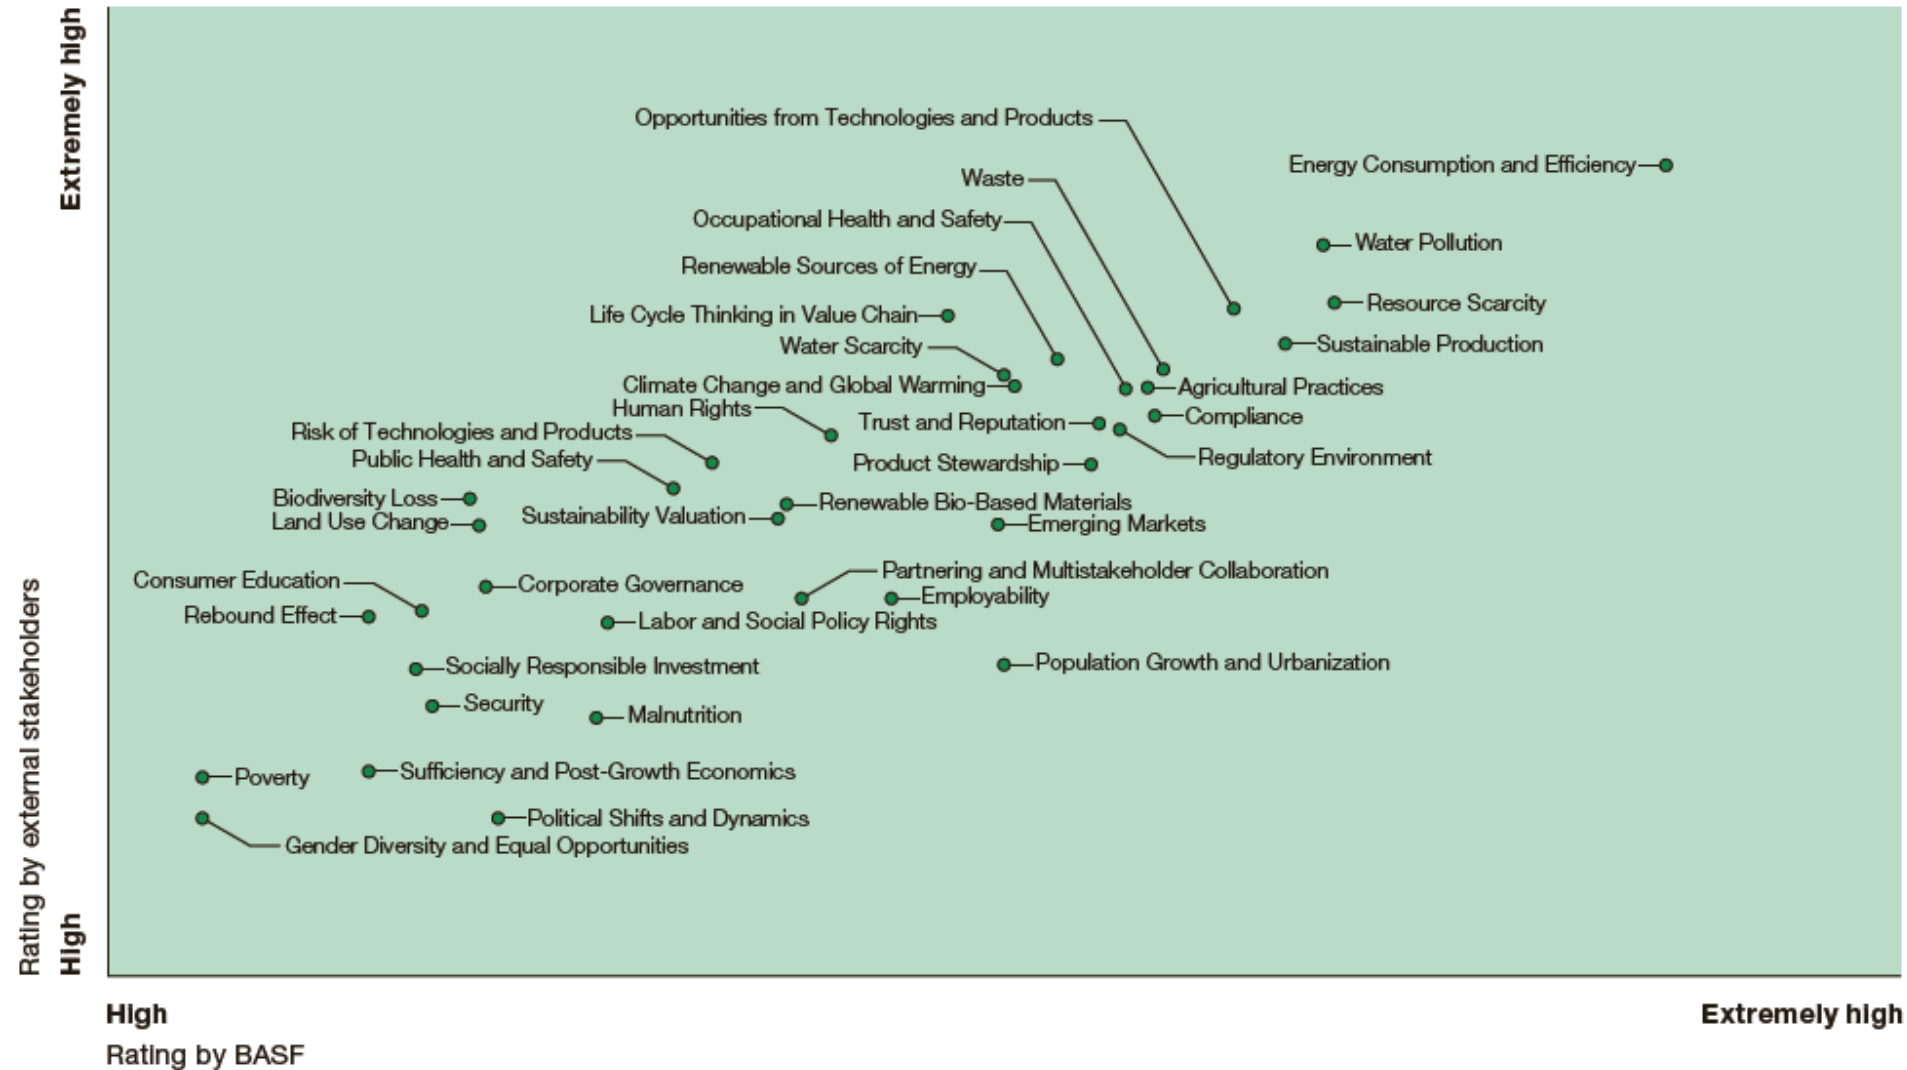 Extremely high
Opportunities from Technologies and Products
Energy Consumption and Efficiency
Waste
Occupational Health and Safety
Water Pollution
Renewable Sources of Energy
Resource Scarcity
Life Cycle Thinking in Value Chain
Sustainable Production
Water Scarcity
Climate Change and Global Warming
Agricultural Practices
Human Rights
Compliance
Trust and Reputation
Risk of Technologies and Products
Regulatory Environment
Public Health and Safety
Product Stewardship
Biodiversity Loss
Renewable Bio-Based Materials
Sustainability Valuation
Land Use Change
Emerging Markets
Partnering and Multistakeholder Collaboration
Consumer Education
Corporate Governance
Employability
Rebound Effect
Labor and Social Policy Rights
Population Growth and Urbanization
Socially Responsible Investment
Security
Malnutrition
Sufficiency and Post-Growth Economics
Poverty
Political Shifts and Dynamics
Gender Diversity and Equal Opportunities
Rating by external stakeholders
High
High
Extremely high
Rating by BASF